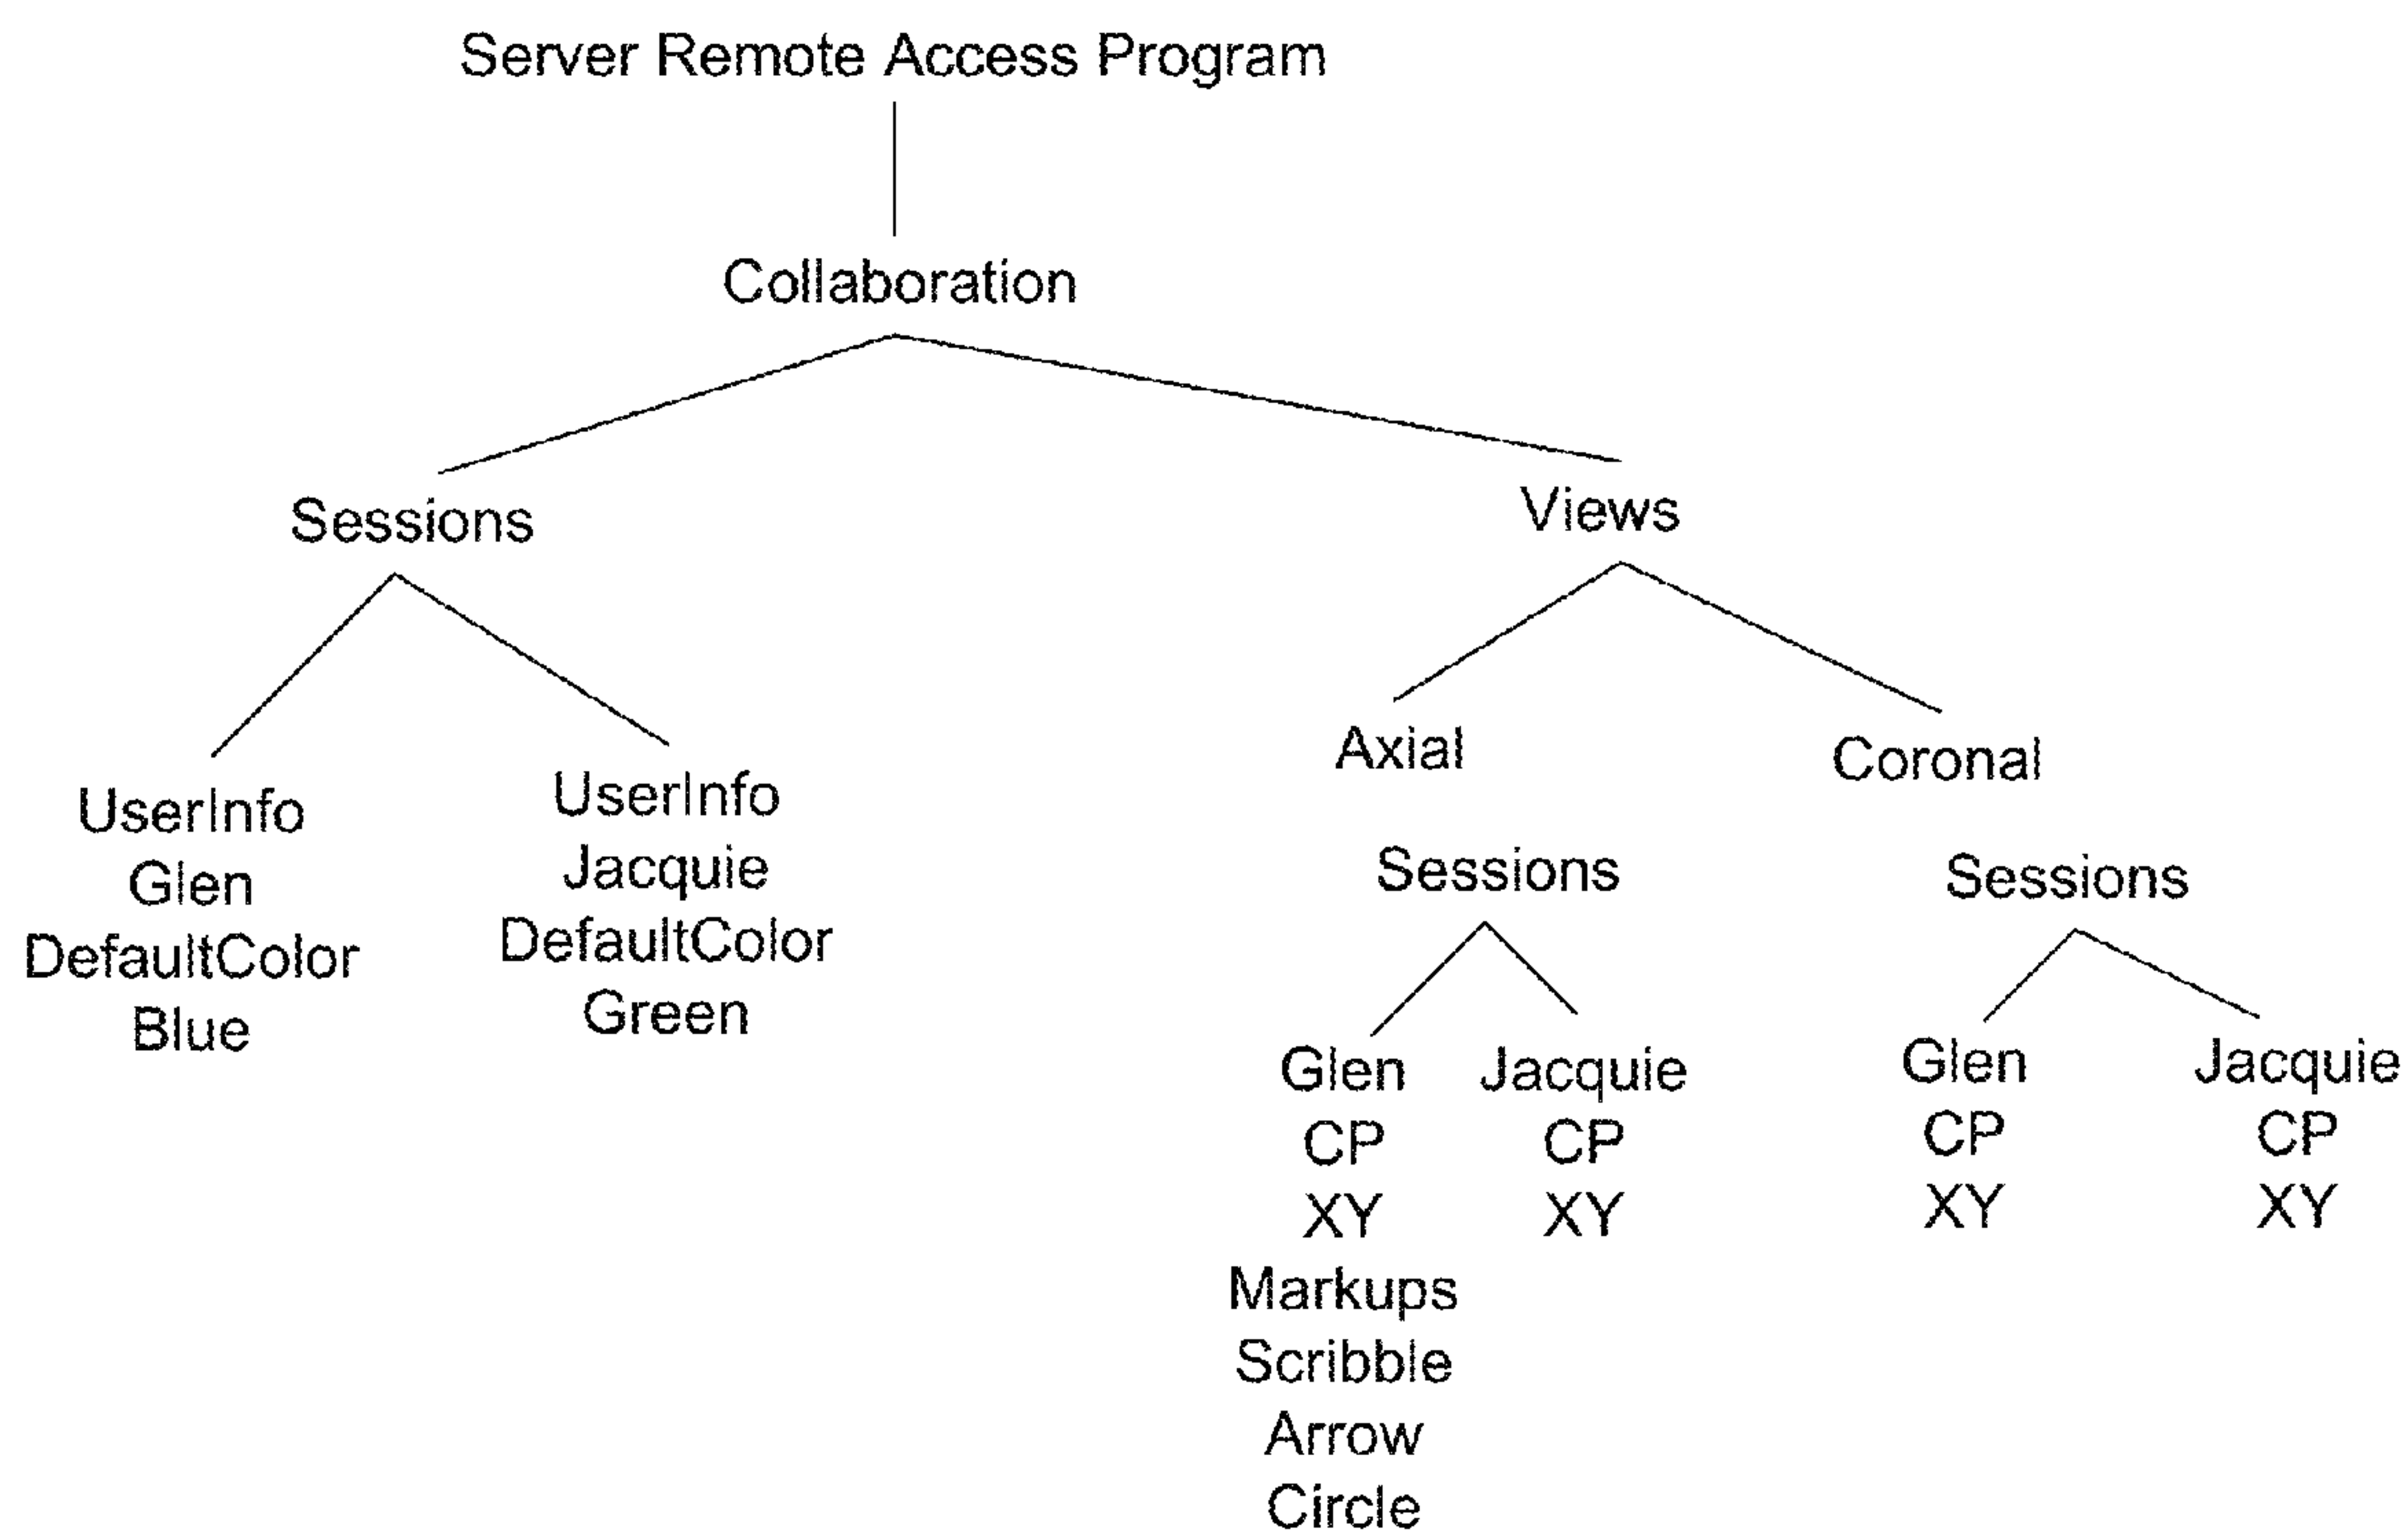 Server Remote Access Program
Collaboration
Sessions
Views
UserInfo
Glen
DefaultColor
Blue
UserInfo
Jacquie
DefaultColor
Green
Axial
Sessions
Glen
CP
XY
Markups
Scribble
Arrow
Circle
Jacquie
CP
XY
Coronal
Sessions
Glen
CP
XY
Jacquie
CP
XY